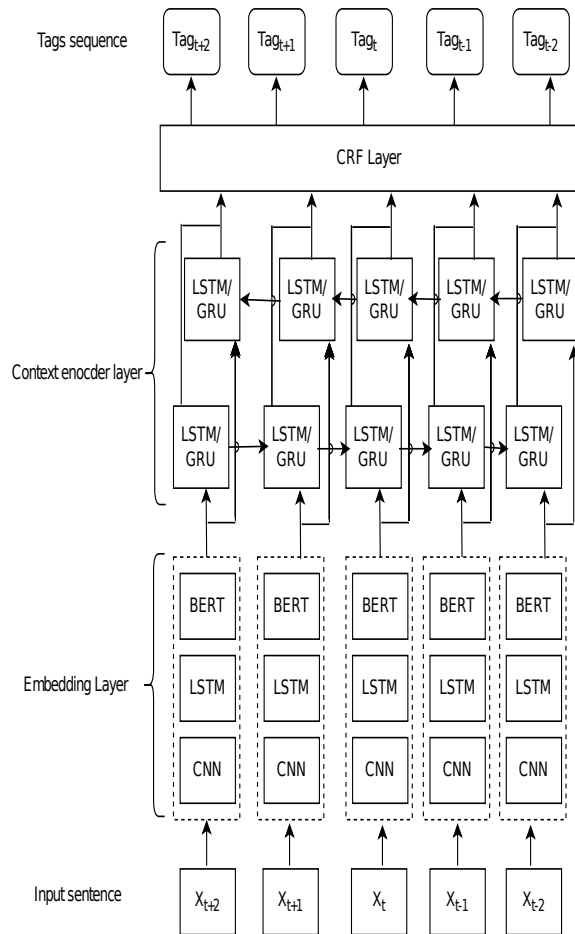 Tags sequence Tag_{t+2} Tag_{t+1} Tag_{t} Tag_{t-1} Tag_{t-2}
CRF Layer
LSTM/ LSTM/ LSTM/ LSTM/ LSTM/
GRU GRU GRU GRU GRU
Context enocder layer
LSTM/ LSTM/ LSTM/ LSTM/ LSTM/
GRU GRU GRU GRU GRU
BERT BERT BERT BERT BERT
Embedding Layer LSTM LSTM LSTM LSTM LSTM
CNN CNN CNN CNN CNN
Input sentence X_{t+2} X_{t+1} X_{t} X_{t-1} X_{t-2}